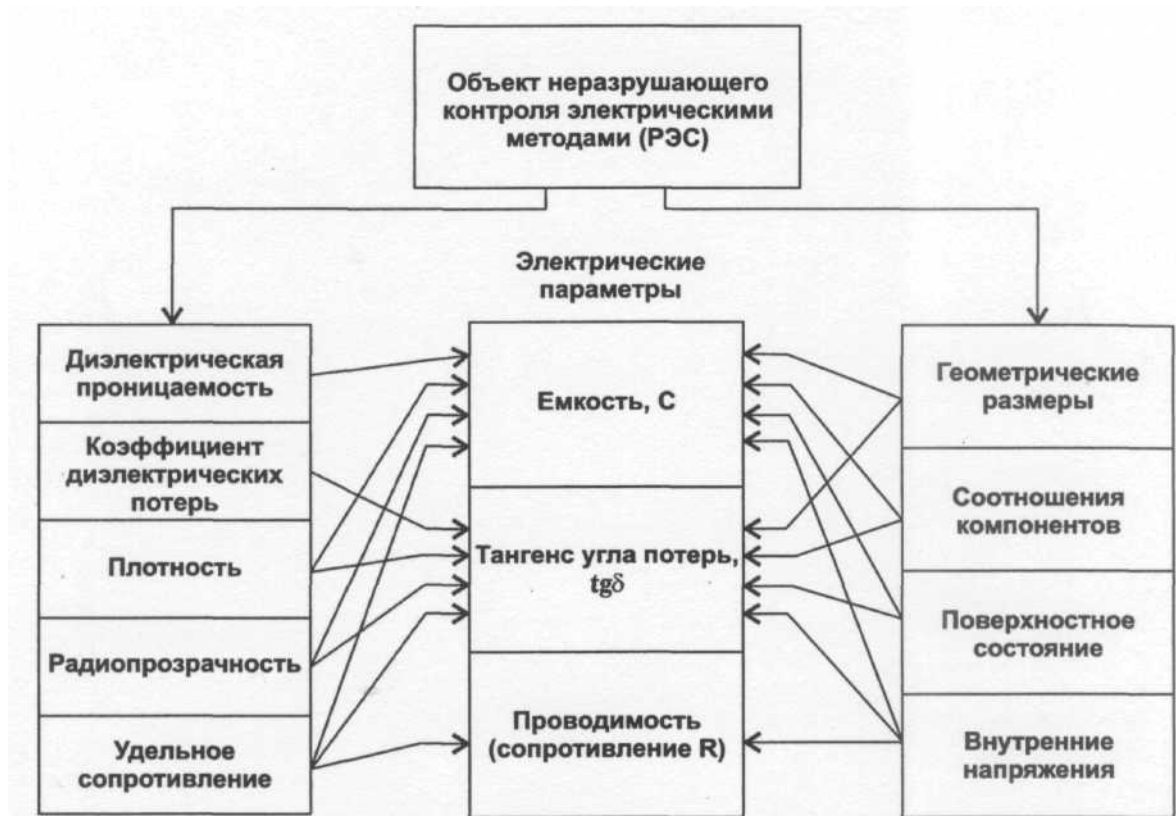 Объект неразрушающего
контроля электрическими
методами (РЭС)
Электрические
параметры
Диэлектрическая
проницаемость
Коэффициент
диэлектрических
потерь
Плотность
Радиопрозрачность
Удельное
сопротивление
Емкость, С
Тангенс угла потерь,
tgδ
Проводимость
(сопротивление R)
Геометрические
размеры
Соотношения
компонентов
Поверхностное
состояние
Внутренние
напряжения